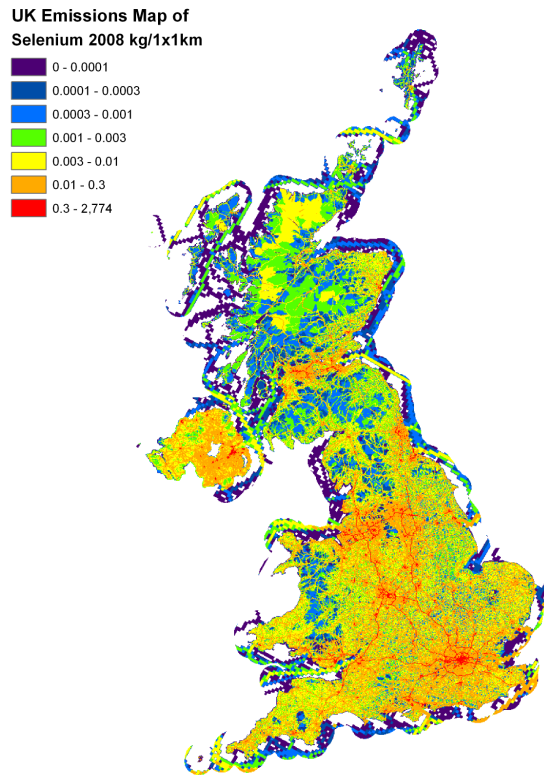 UK Emissions Map of
Selenium 2008 kg/1x1km
0 - 0.0001
0.0001 - 0.0003
0.0003 - 0.001
0.001 - 0.003
0.003 - 0.01
0.01 - 0.3
0.3 - 2,774